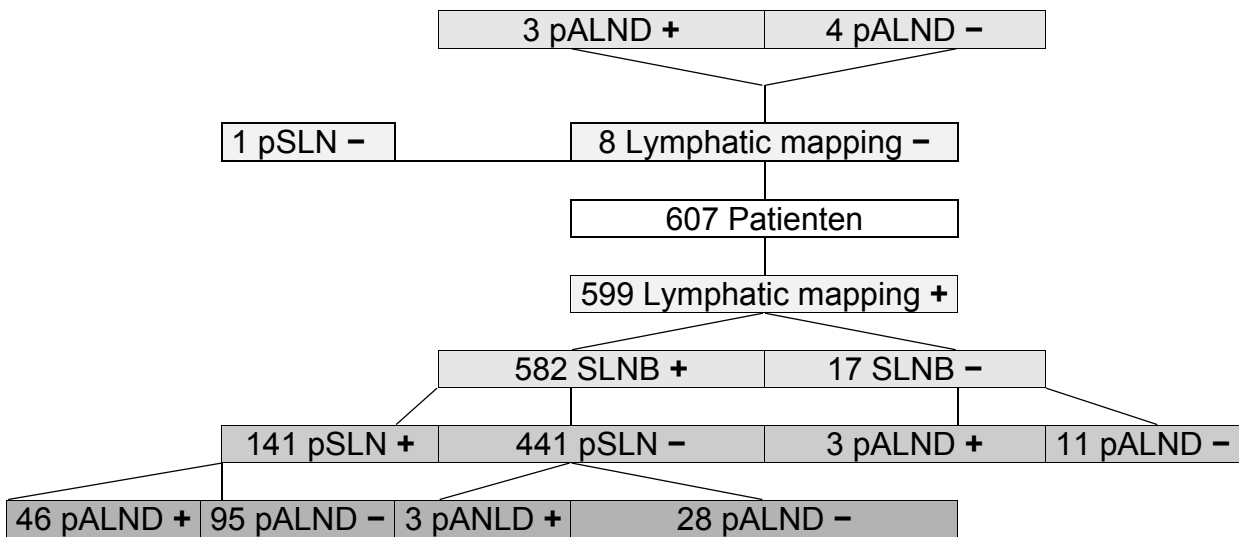 3 pALND + 4 pALND −
1 pSLN − 8 Lymphatic mapping −
607 Patienten
599 Lymphatic mapping +
582 SLNB + 17 SLNB −
141 pSLN + 441 pSLN − 3 pALND + 11 pALND −
46 pALND + 95 pALND − 3 pANLD + 28 pALND −